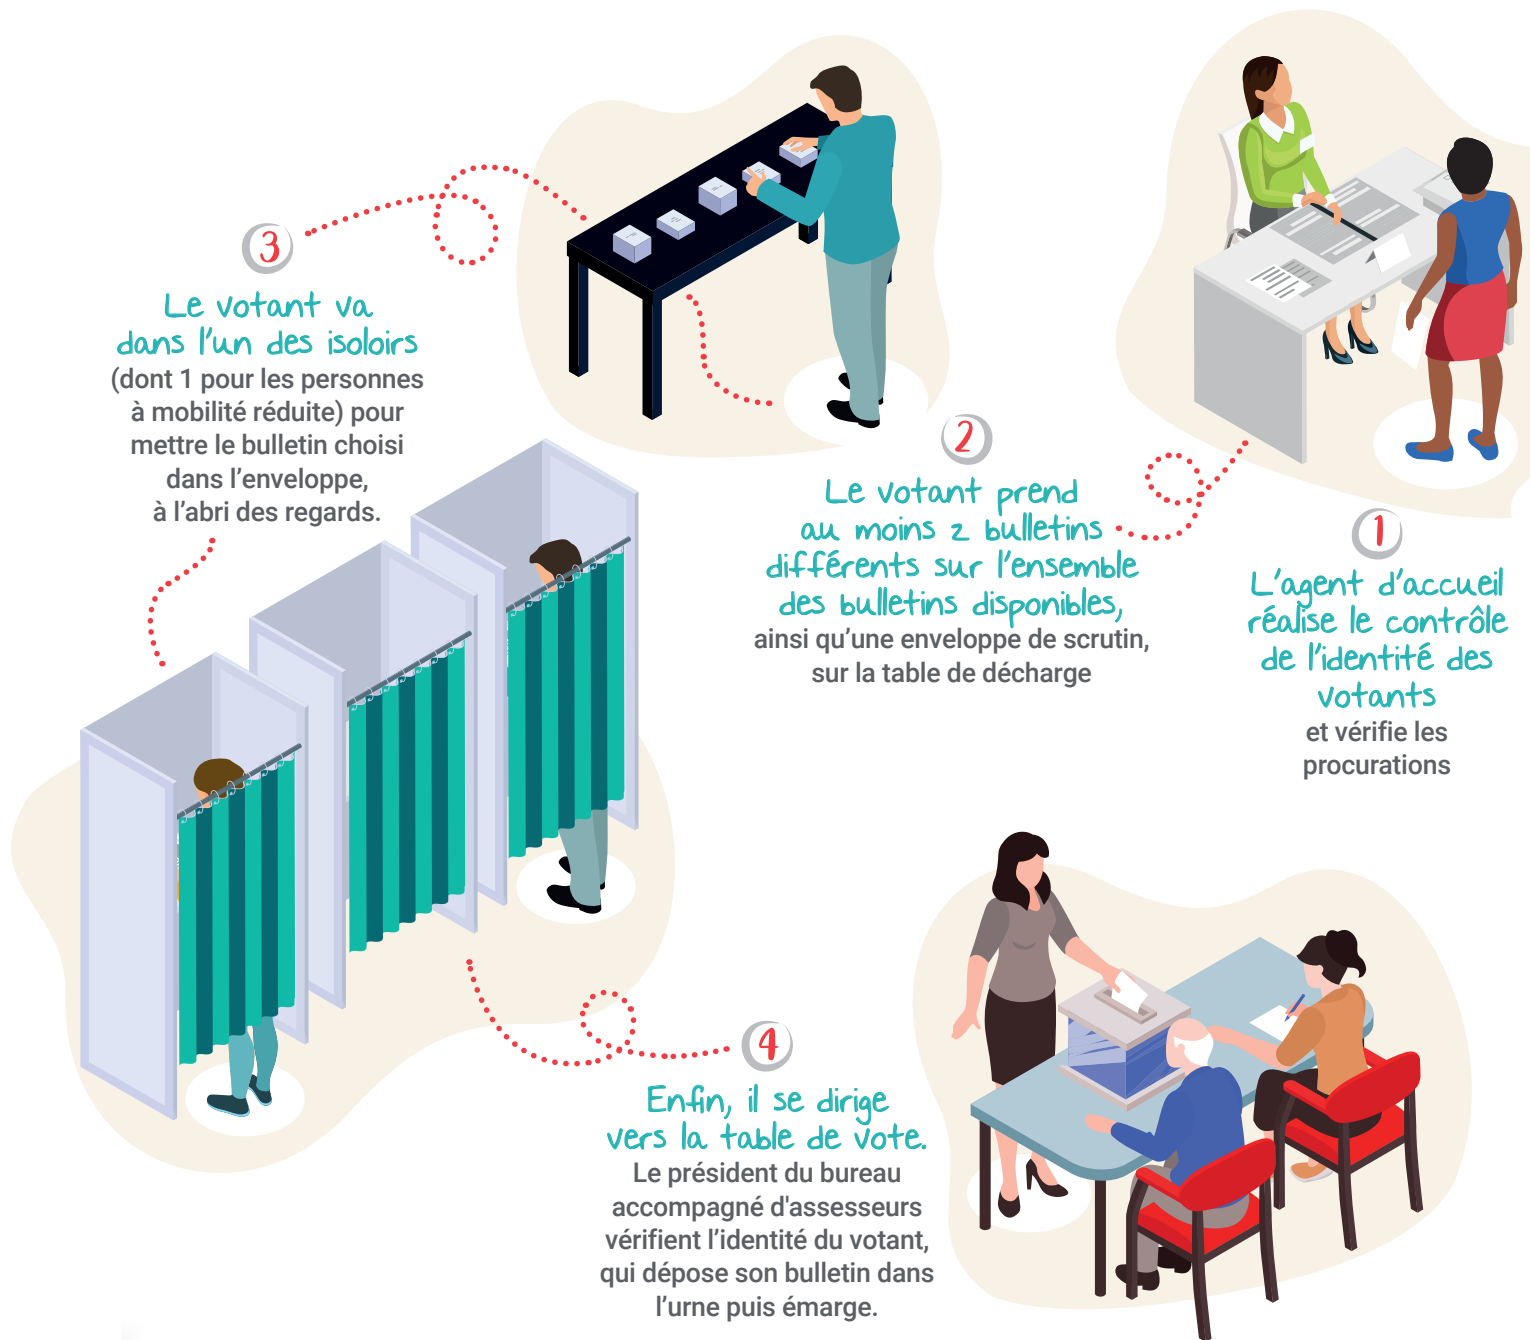 1
L'agent d'accueil
réalise le contrôle
de l'identité des
votants
et vérifie les
procurations
2
Le votant prend
au moins 2 bulletins
différents sur l'ensemble
des bulletins disponibles,
ainsi qu'une enveloppe de scrutin,
sur la table de décharge
3
Le votant va
dans l'un des isoloirs
(dont 1 pour les personnes
à mobilité réduite) pour
mettre le bulletin choisi
dans l'enveloppe,
à l'abri des regards.
4
Enfin, il se dirige
vers la table de vote.
Le président du bureau
accompagné d'assesseurs
vérifient l'identité du votant,
qui dépose son bulletin dans
l'urne puis émarge.